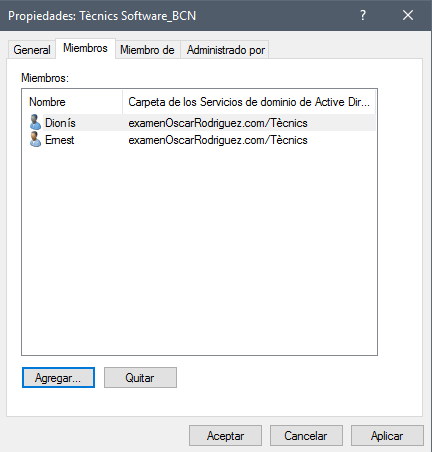 Propiedades: Tècnics Software_BCN
? ×
General Miembros Miembro de Administrado por
Miembros:
Nombre Carpeta de los Servicios de dominio de Active Dir...
Dionís examenOscarRodriguez.com/Tècnics
Ernest examenOscarRodriguez.com/Tècnics
Agregar... Quitar
Aceptar Cancelar Aplicar